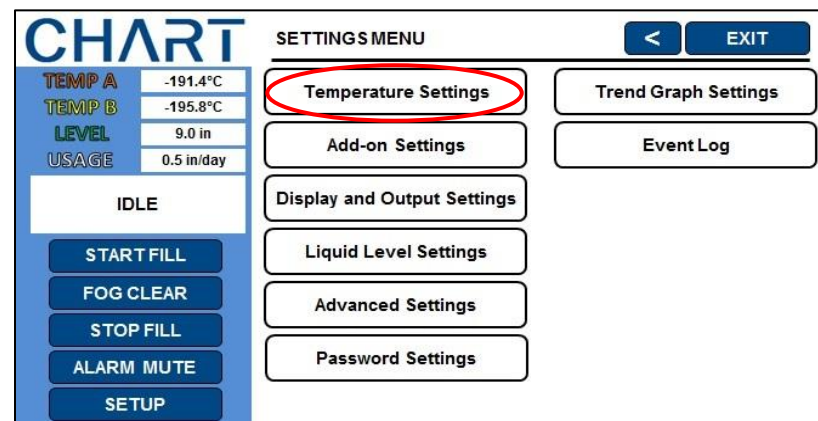 CHART
SETTINGS MENU
<
EXIT
TEMP A
-191.4°C
TEMP B
-195.8°C
LEVEL
9.0 in
USAGE
0.5 in/day
IDLE
START FILL
FOG CLEAR
STOP FILL
ALARM MUTE
SETUP
Temperature Settings
Add-on Settings
Display and Output Settings
Liquid Level Settings
Advanced Settings
Password Settings
Trend Graph Settings
Event Log